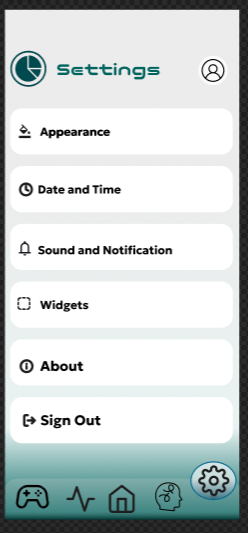 Settings
Appearance
Date and Time
Sound and Notification
Widgets
About
Sign Out